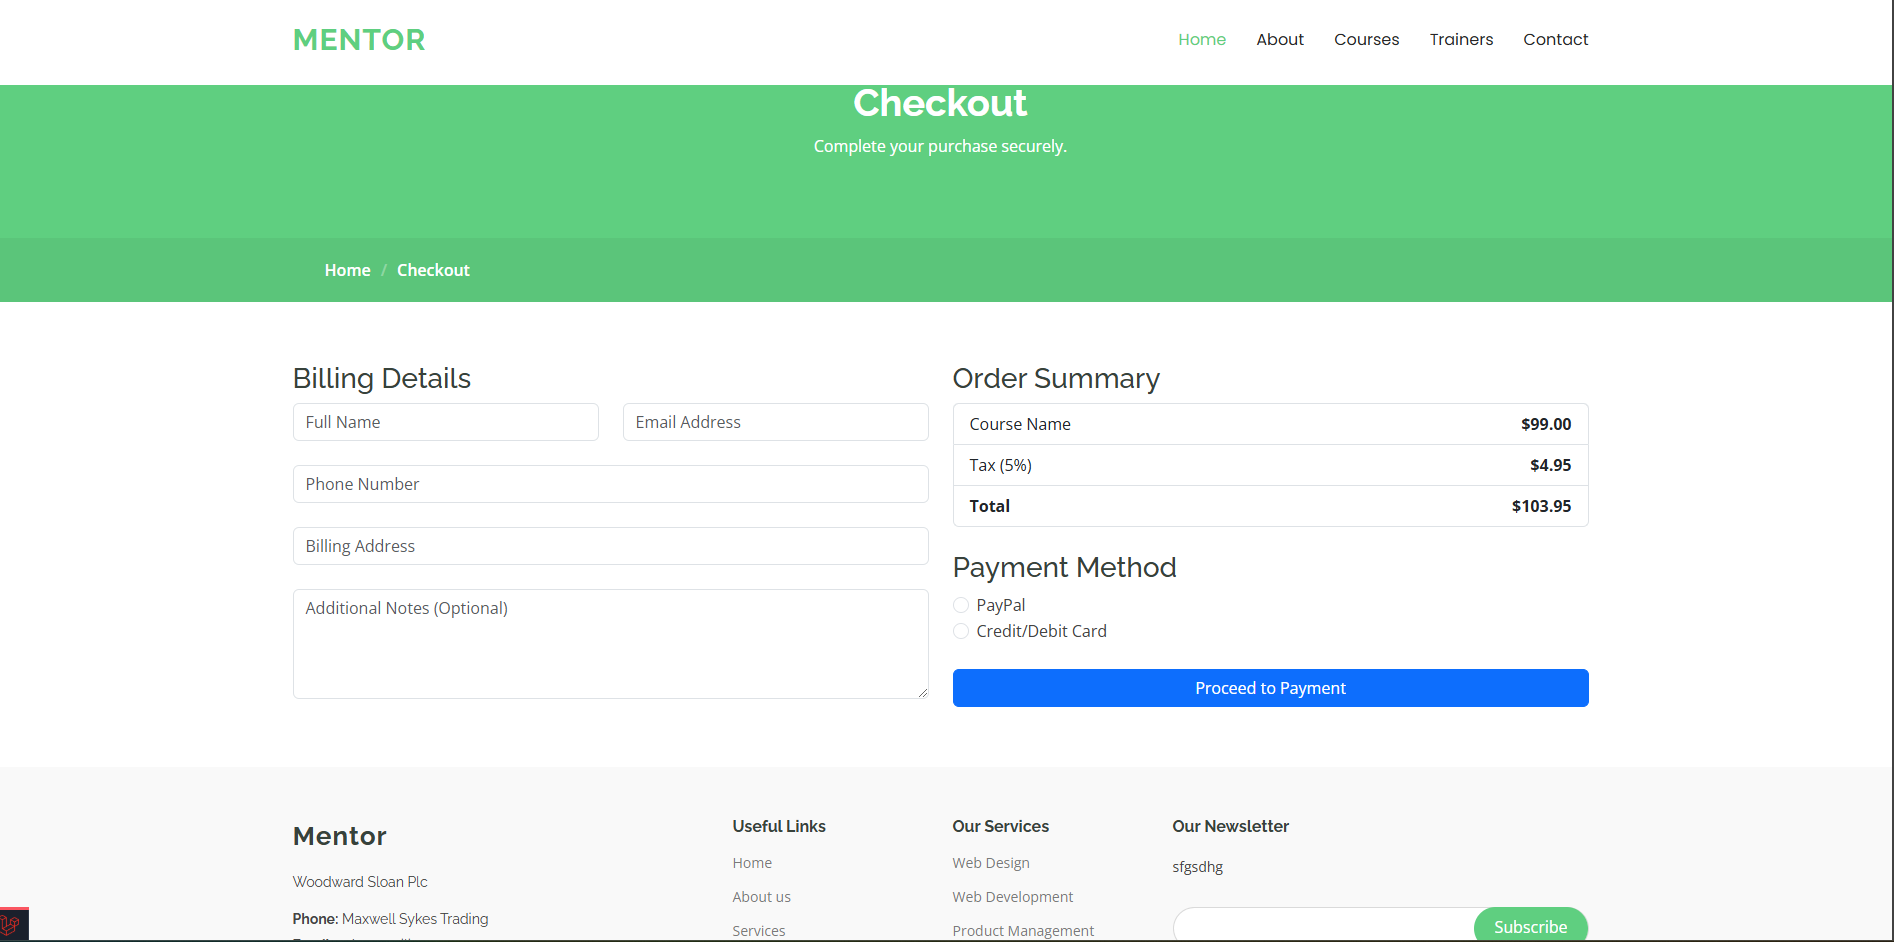 MENTOR
Home About Courses Trainers Contact
Checkout
Complete your purchase securely.
Home / Checkout
Billing Details
Full Name
Email Address
Phone Number
Billing Address
Additional Notes (Optional)
Order Summary
Course Name $99.00
Tax (5%) $4.95
Total $103.95
Payment Method
PayPal
Credit/Debit Card
Proceed to Payment
Mentor
Woodward Sloan Plc
Phone: Maxwell Sykes Trading
Useful Links
Home
About us
Services
Our Services
Web Design
Web Development
Product Management
Our Newsletter
sfgsdhg
Subscribe